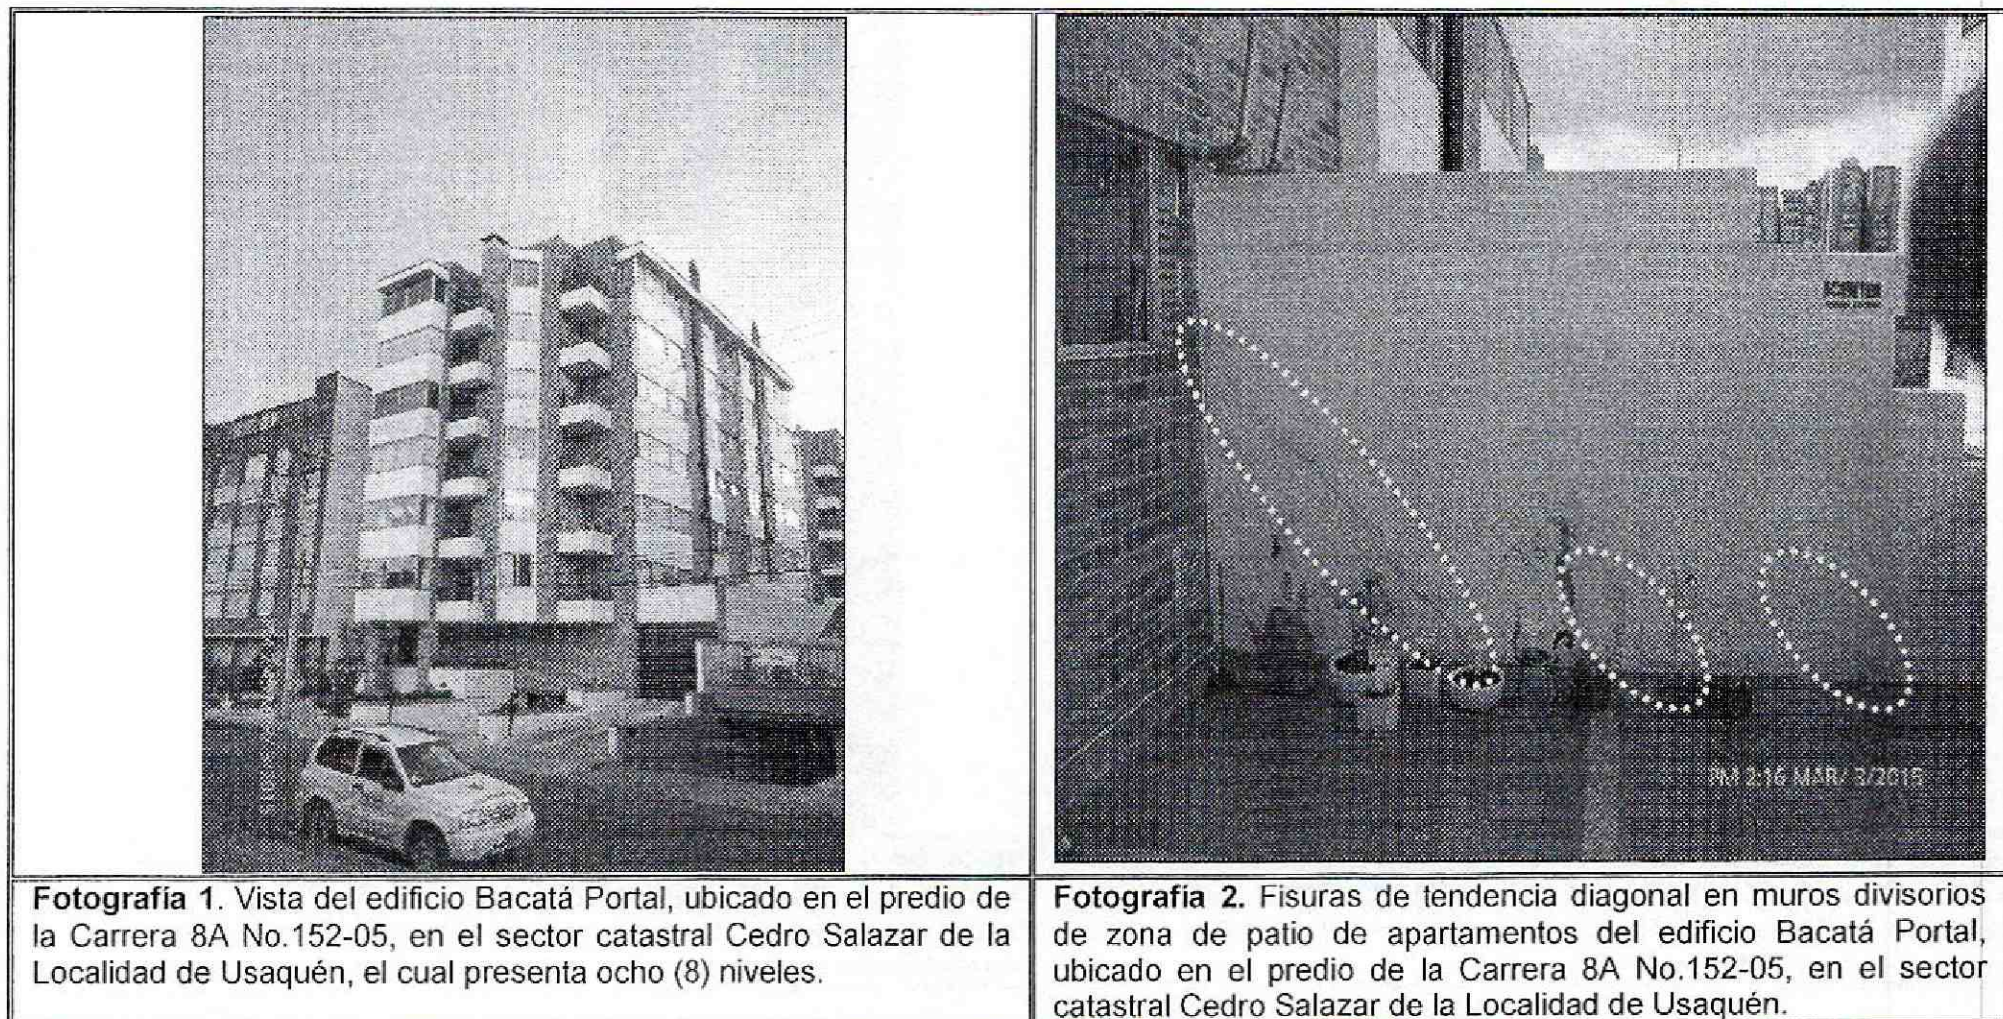 PM 2:16 MAR/ 3/2015
Fotografía 1. Vista del edificio Bacatá Portal, ubicado en el predio de
la Carrera 8A No.152-05, en el sector catastral Cedro Salazar de la
Localidad de Usaquén, el cual presenta ocho (8) niveles.
Fotografía 2. Fisuras de tendencia diagonal en muros divisorios
de zona de patio de apartamentos del edificio Bacatá Portal,
ubicado en el predio de la Carrera 8A No.152-05, en el sector
catastral Cedro Salazar de la Localidad de Usaquén.